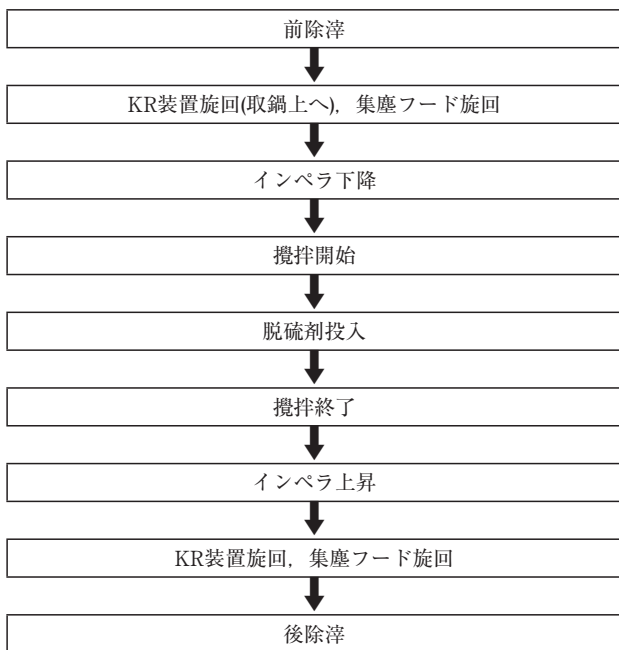 前除滓
KR装置旋回(取鍋上へ)，集塵フード旋回
インペラ下降
攪拌開始
脱硫剤投入
攪拌終了
インペラ上昇
KR装置旋回，集塵フード旋回
後除滓